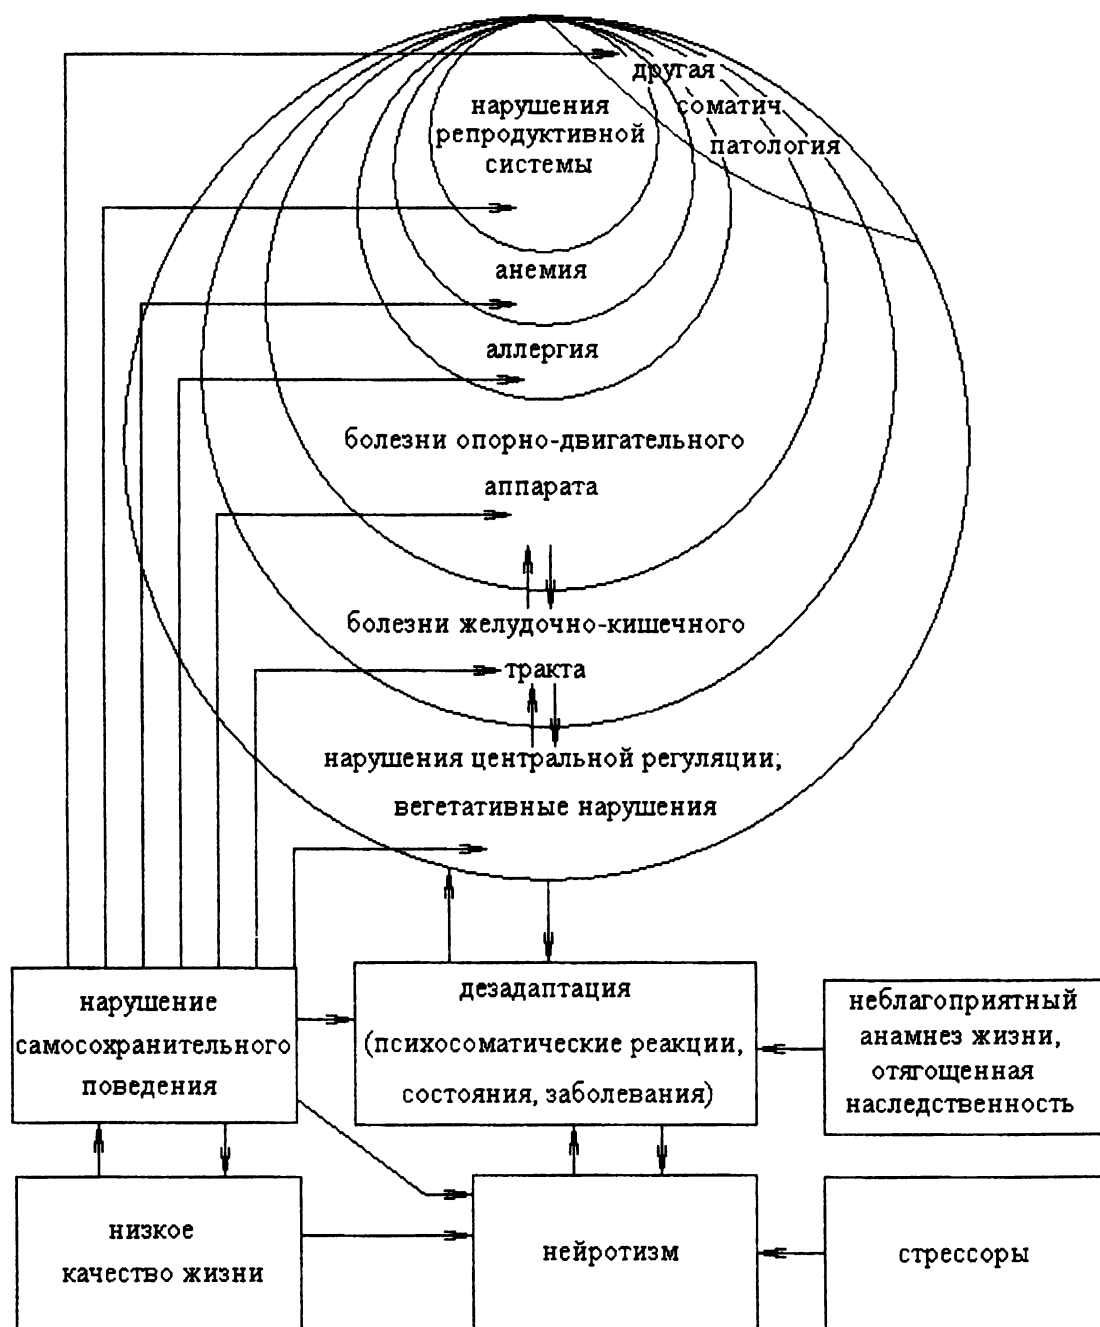 другая
соматич
патология
нарушения
репродуктивной
системы
анемия
аллергия
болезни опорно-двигательного
аппарата
болезни желудочно-кишечного
тракта
нарушения центральной регуляции;
вегетативные нарушения
нарушение
самосохранительного
поведения
дезадаптация
(психосоматические реакции,
состояния, заболевания)
неблагоприятный
анамнез жизни,
отягощенная
наследственность
низкое
качество жизни
нейротизм
стрессоры